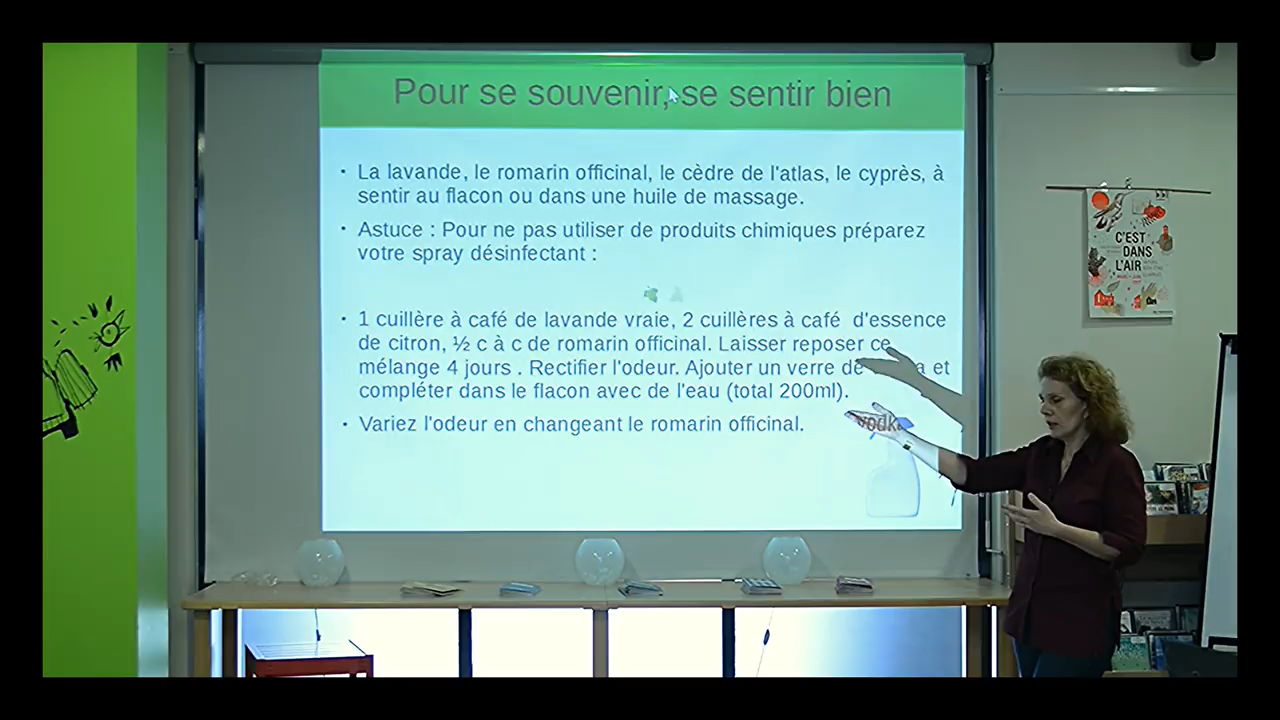 Pour se souvenir, se sentir bien
• La lavande, le romarin officinal, le cèdre de l'atlas, le cyprès, à
sentir au flacon ou dans une huile de massage.
• Astuce : Pour ne pas utiliser de produits chimiques préparez
votre spray désinfectant :
• 1 cuillère à café de lavande vraie, 2 cuillères à café d'essence
de citron, ½ c à c de romarin officinal. Laisser reposer ce
mélange 4 jours . Rectifier l'odeur. Ajouter un verre de vodka et
compléter dans le flacon avec de l'eau (total 200ml).
• Variez l'odeur en changeant le romarin officinal.
C'EST
DANS
L'AIR